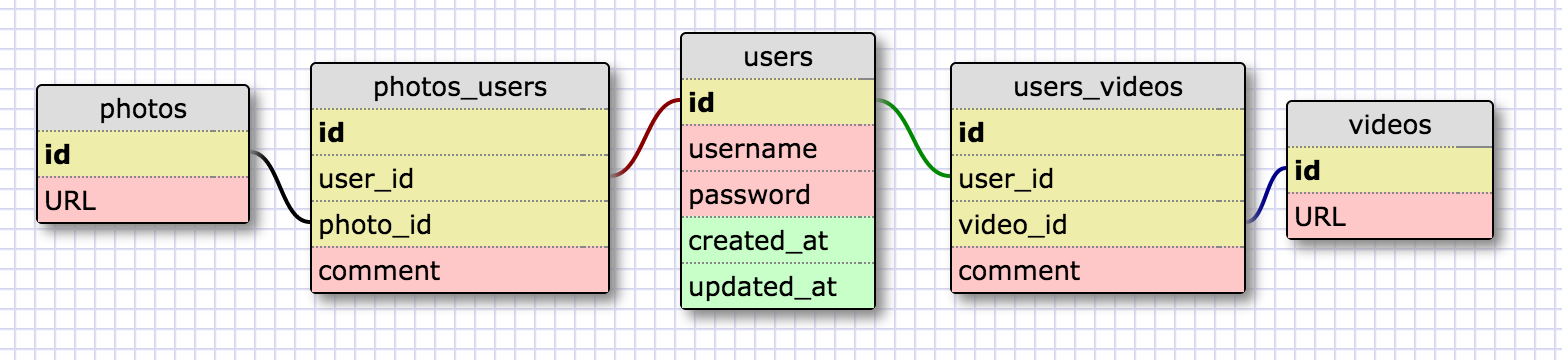 photos
id
URL
photos_users
id
user_id
photo_id
comment
users
id
username
password
created_at
updated_at
users_videos
id
user_id
video_id
comment
videos
id
URL